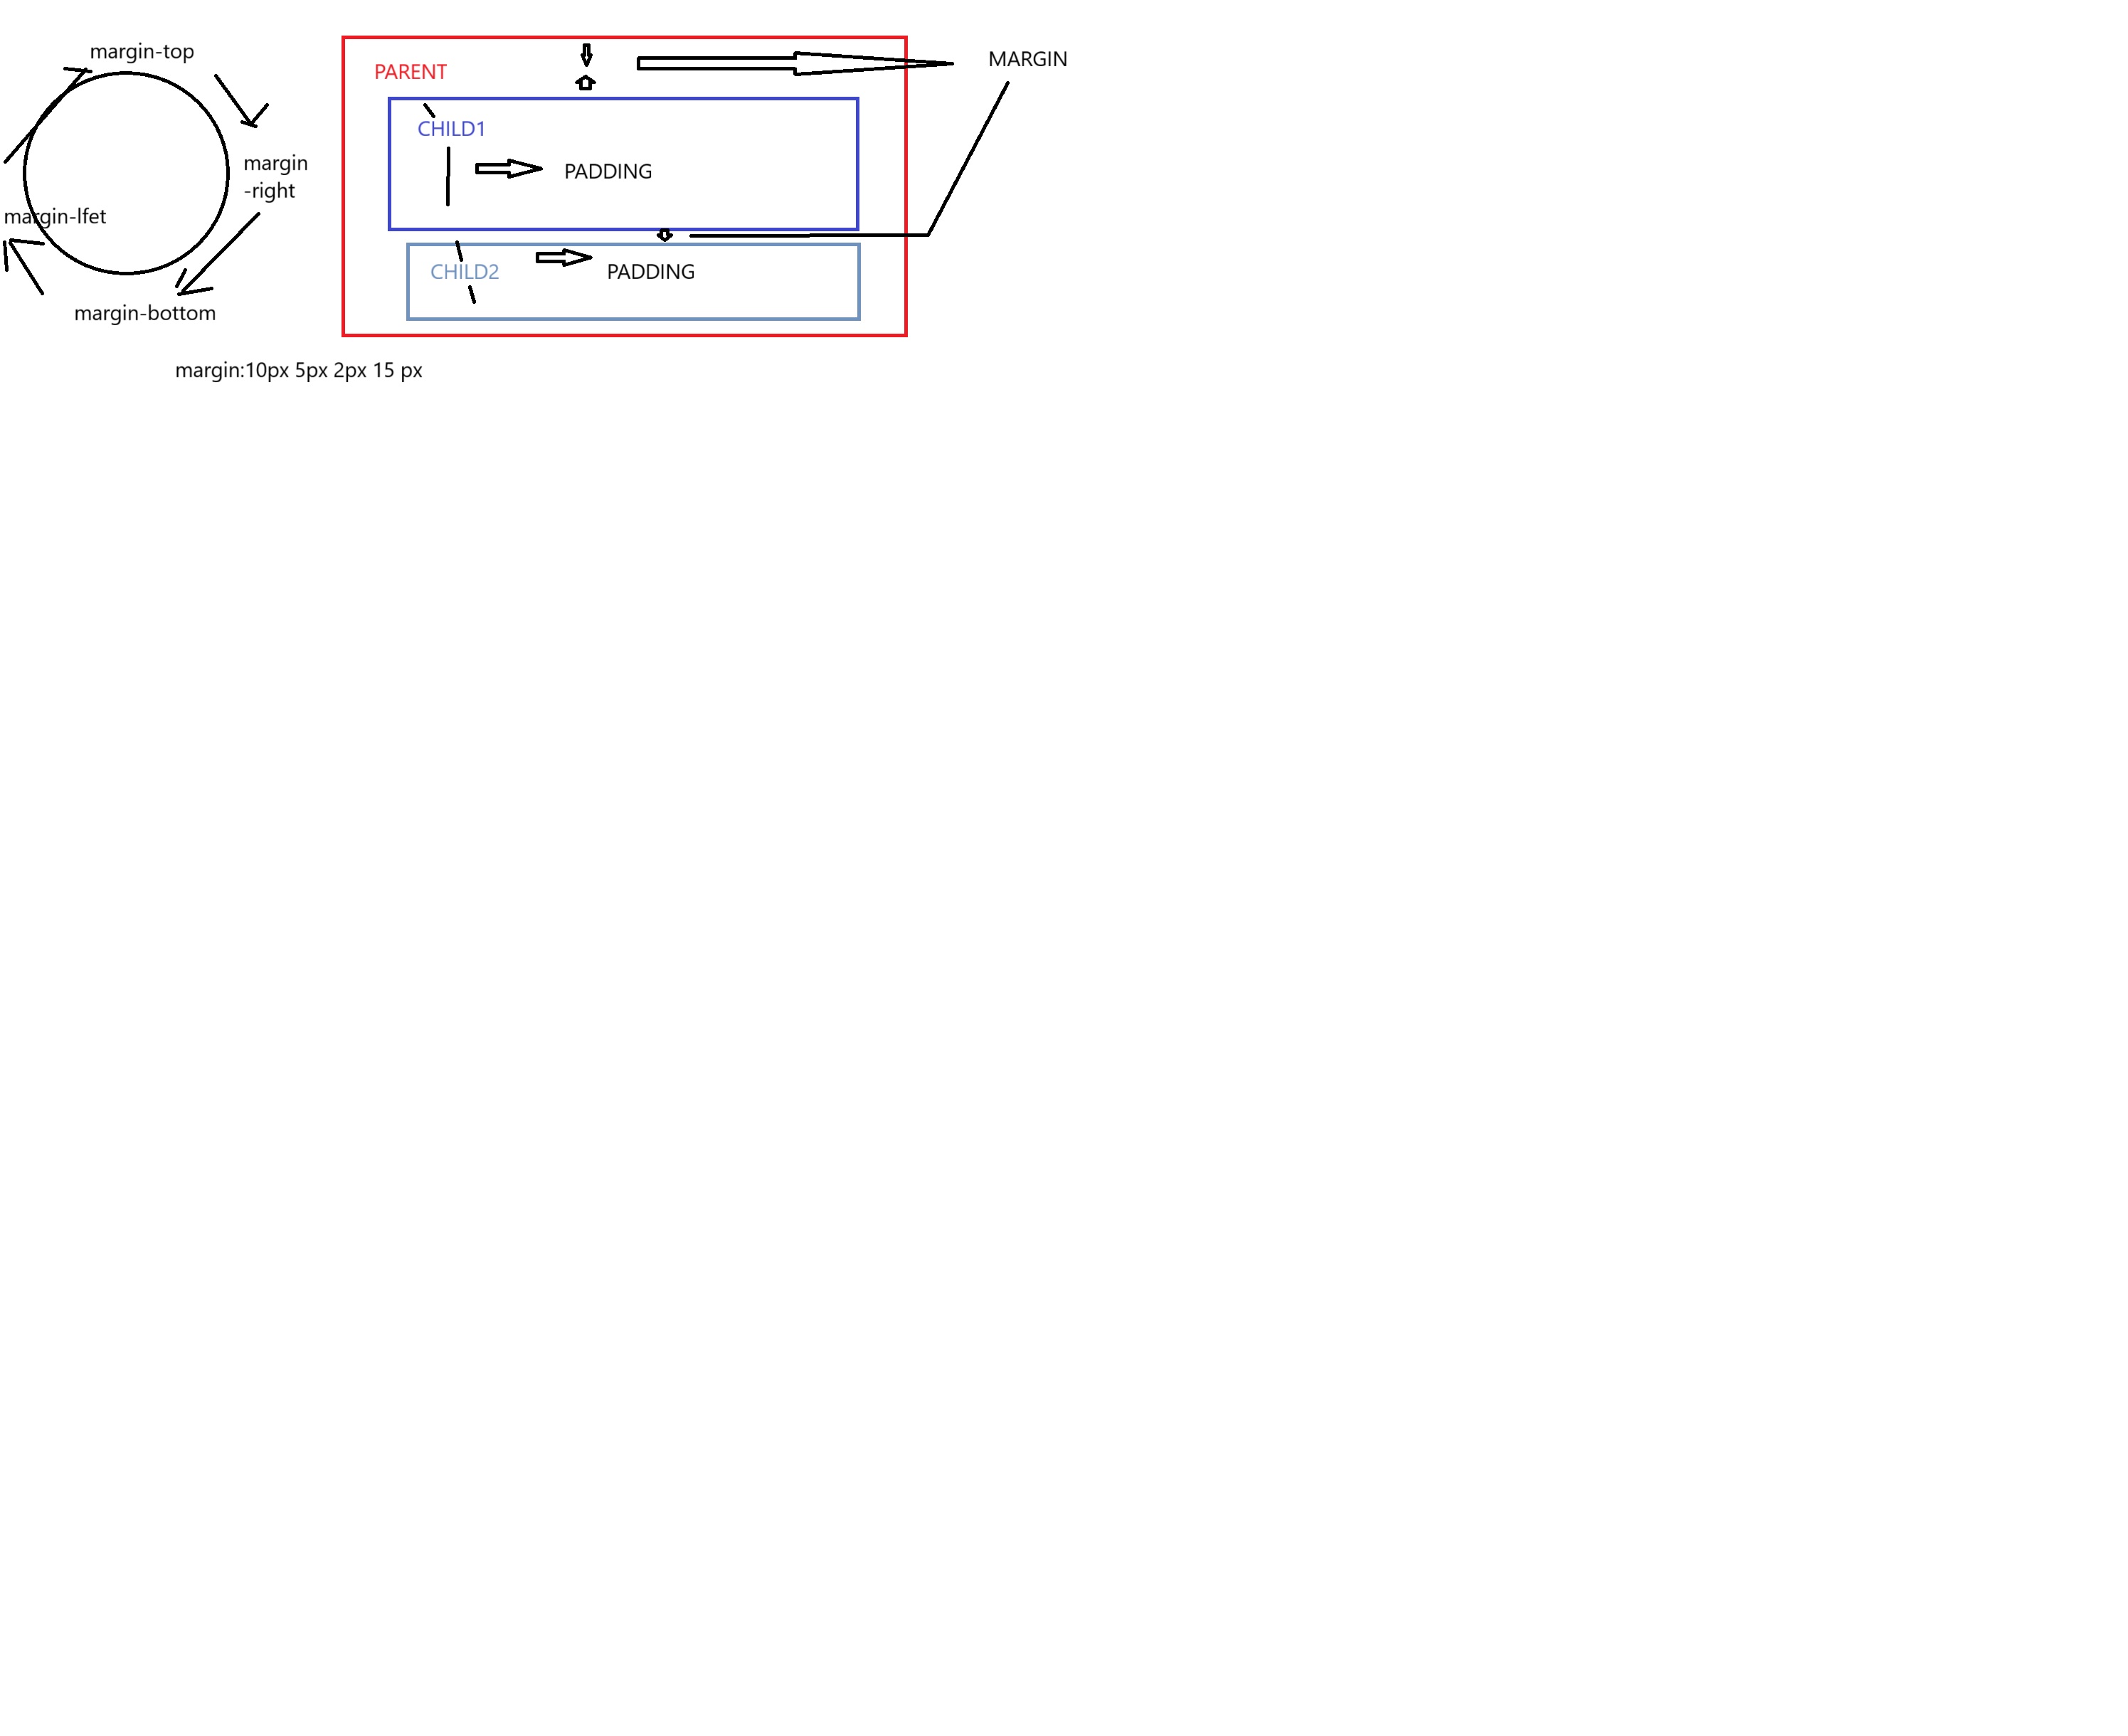 margin-top
margin
-right
margin-lfet
margin-bottom
margin:10px 5px 2px 15 px
PARENT
CHILD1
PADDING
CHILD2
PADDING
MARGIN